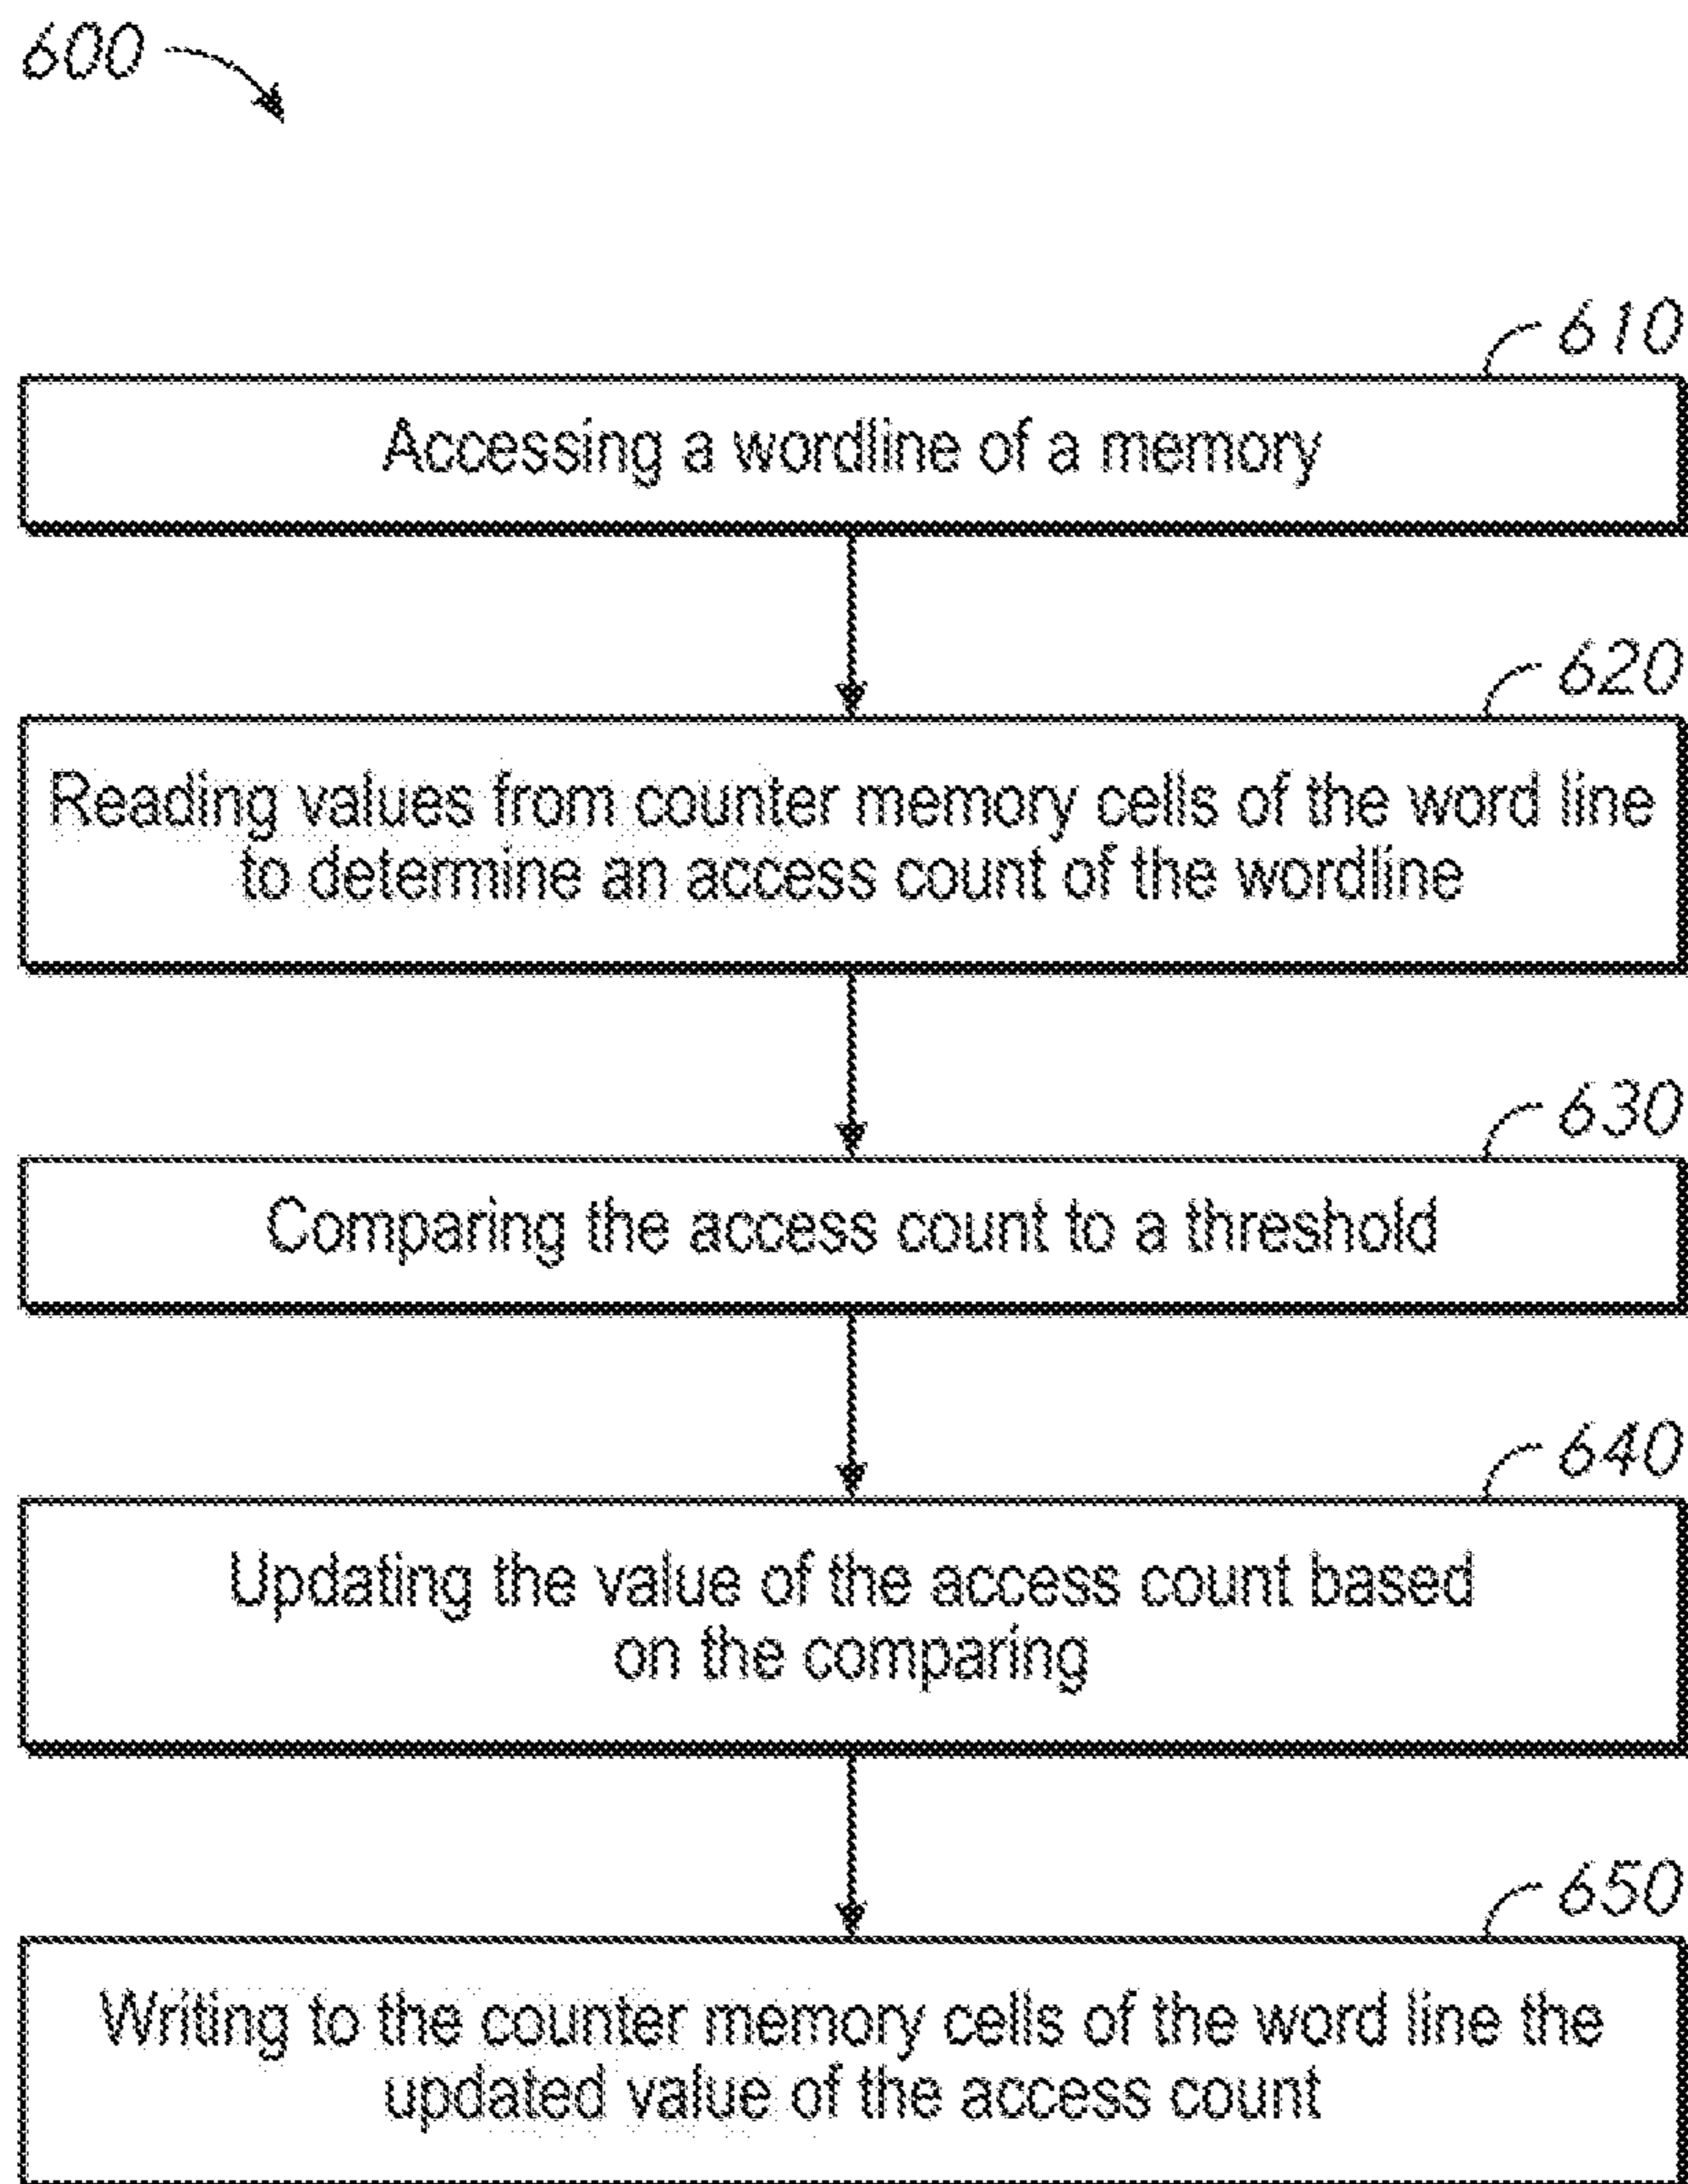 600
610
Accessing a wordline of a memory
620
Reading values from counter memory cells of the word line
to determine an access count of the wordline
630
Comparing the access count to a threshold
640
Updating the value of the access count based
on the comparing
650
Writing to the counter memory cells of the word line the
updated value of the access count